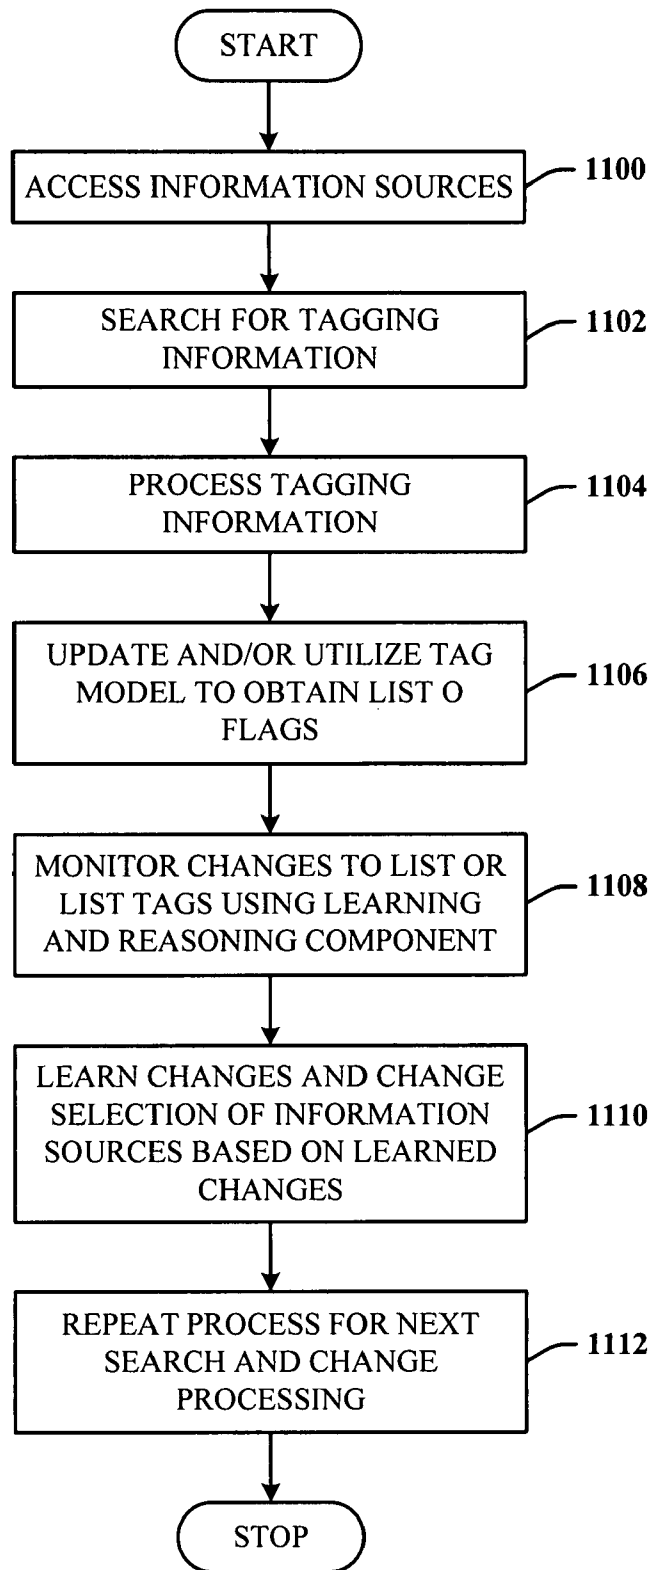 START
ACCESS INFORMATION SOURCES
1100
SEARCH FOR TAGGING
INFORMATION
1102
PROCESS TAGGING
INFORMATION
1104
UPDATE AND/OR UTILIZE TAG
MODEL TO OBTAIN LIST O
FLAGS
1106
MONITOR CHANGES TO LIST OR
LIST TAGS USING LEARNING
AND REASONING COMPONENT
1108
LEARN CHANGES AND CHANGE
SELECTION OF INFORMATION
SOURCES BASED ON LEARNED
CHANGES
1110
REPEAT PROCESS FOR NEXT
SEARCH AND CHANGE
PROCESSING
1112
STOP